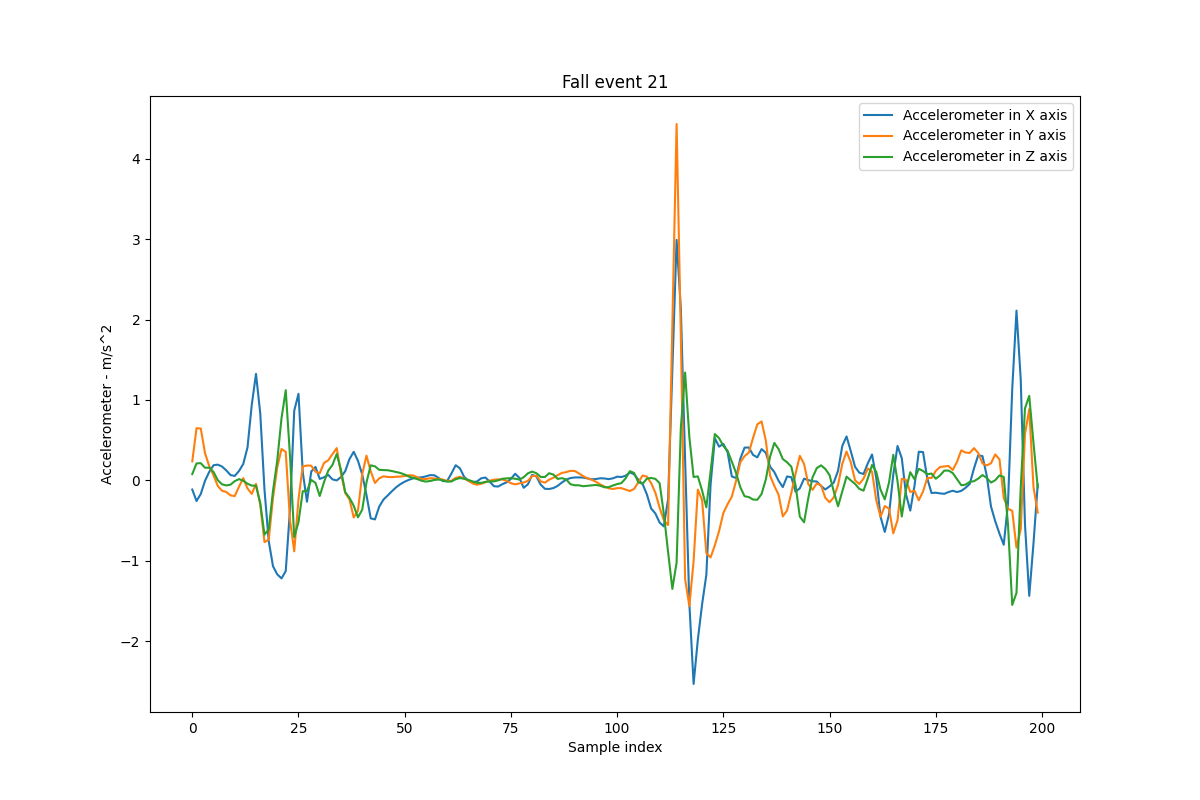 Fall event 21
Accelerometer in X axis
Accelerometer in Y axis
Accelerometer in Z axis
Accelerometer - m/s^2
4
3
2
1
0
−1
−2
0 25 50 75 100 125 150 175 200
Sample index